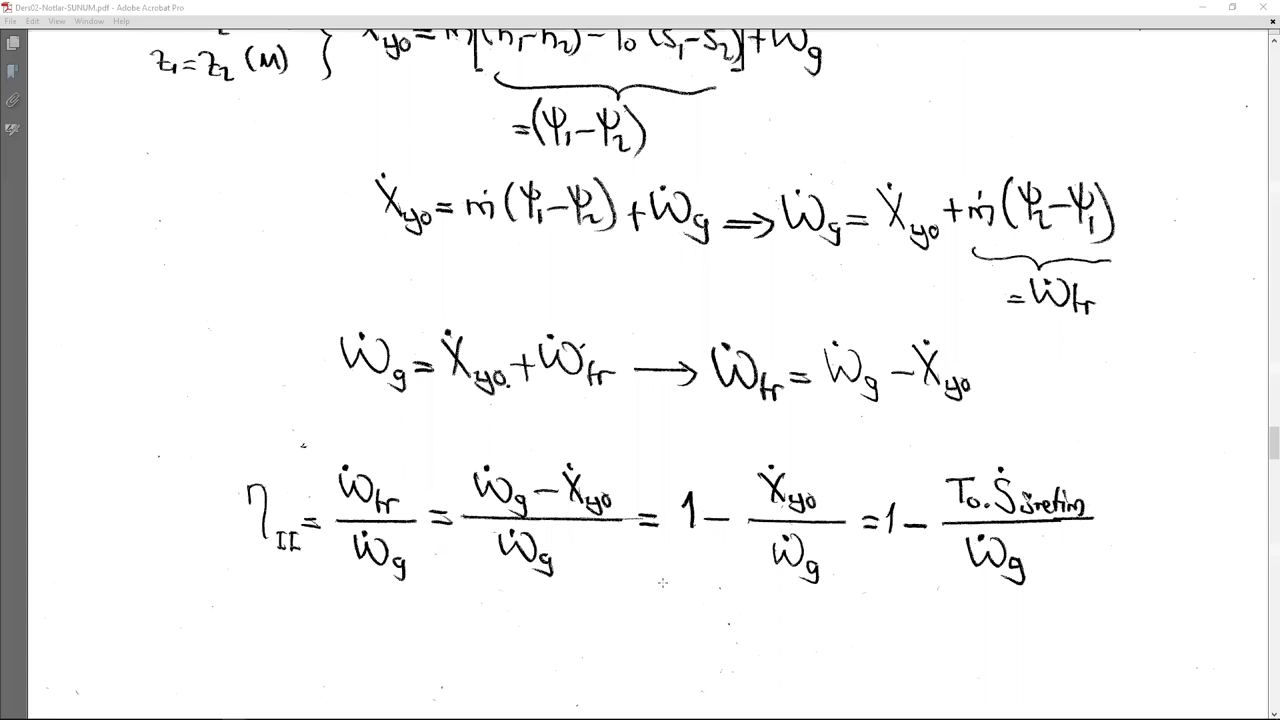 Ders02-Notlar-SUNUM.pdf - Adobe Acrobat Pro
File Edit View Window Help
z₁=z₂ (M) } Ẋyo = ṁ[(h₁-h₂) - T₀ (s₁-s₂)] + Ẇg
=(ψ₁-ψ₂)
Ẋyo = ṁ (ψ₁-ψ₂) + Ẇg ⟹ Ẇg = Ẋyo + ṁ(ψ₂-ψ₁)
= Ẇtr
Ẇg = Ẋyo + Ẇtr ⟶ Ẇtr = Ẇg - Ẋyo
η_II = Ẇtr/Ẇg = (Ẇg - Ẋyo)/Ẇg = 1 - Ẋyo/Ẇg = 1 - T₀.Ṡüretim/Ẇg